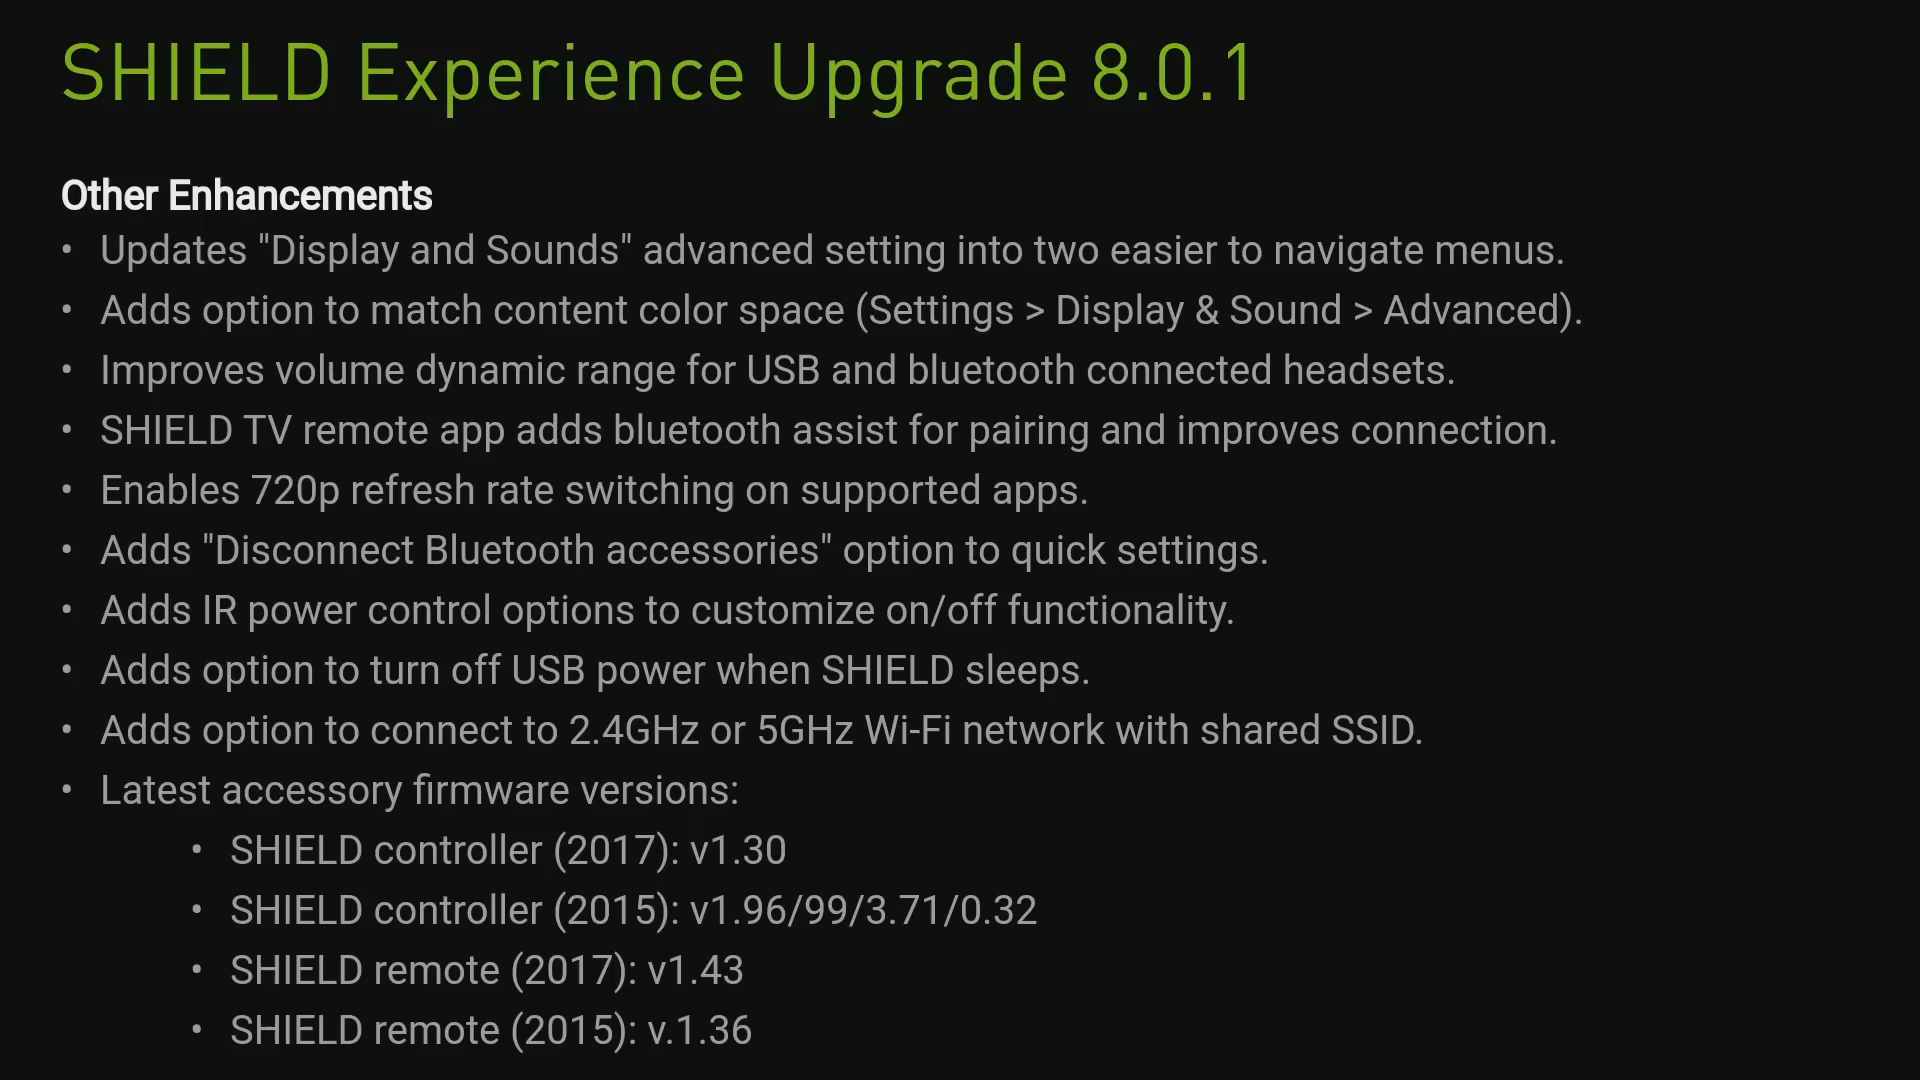 SHIELD Experience Upgrade 8.0.1
Other Enhancements
• Updates "Display and Sounds" advanced setting into two easier to navigate menus.
• Adds option to match content color space (Settings > Display & Sound > Advanced).
• Improves volume dynamic range for USB and bluetooth connected headsets.
• SHIELD TV remote app adds bluetooth assist for pairing and improves connection.
• Enables 720p refresh rate switching on supported apps.
• Adds "Disconnect Bluetooth accessories" option to quick settings.
• Adds IR power control options to customize on/off functionality.
• Adds option to turn off USB power when SHIELD sleeps.
• Adds option to connect to 2.4GHz or 5GHz Wi-Fi network with shared SSID.
• Latest accessory firmware versions:
• SHIELD controller (2017): v1.30
• SHIELD controller (2015): v1.96/99/3.71/0.32
• SHIELD remote (2017): v1.43
• SHIELD remote (2015): v.1.36